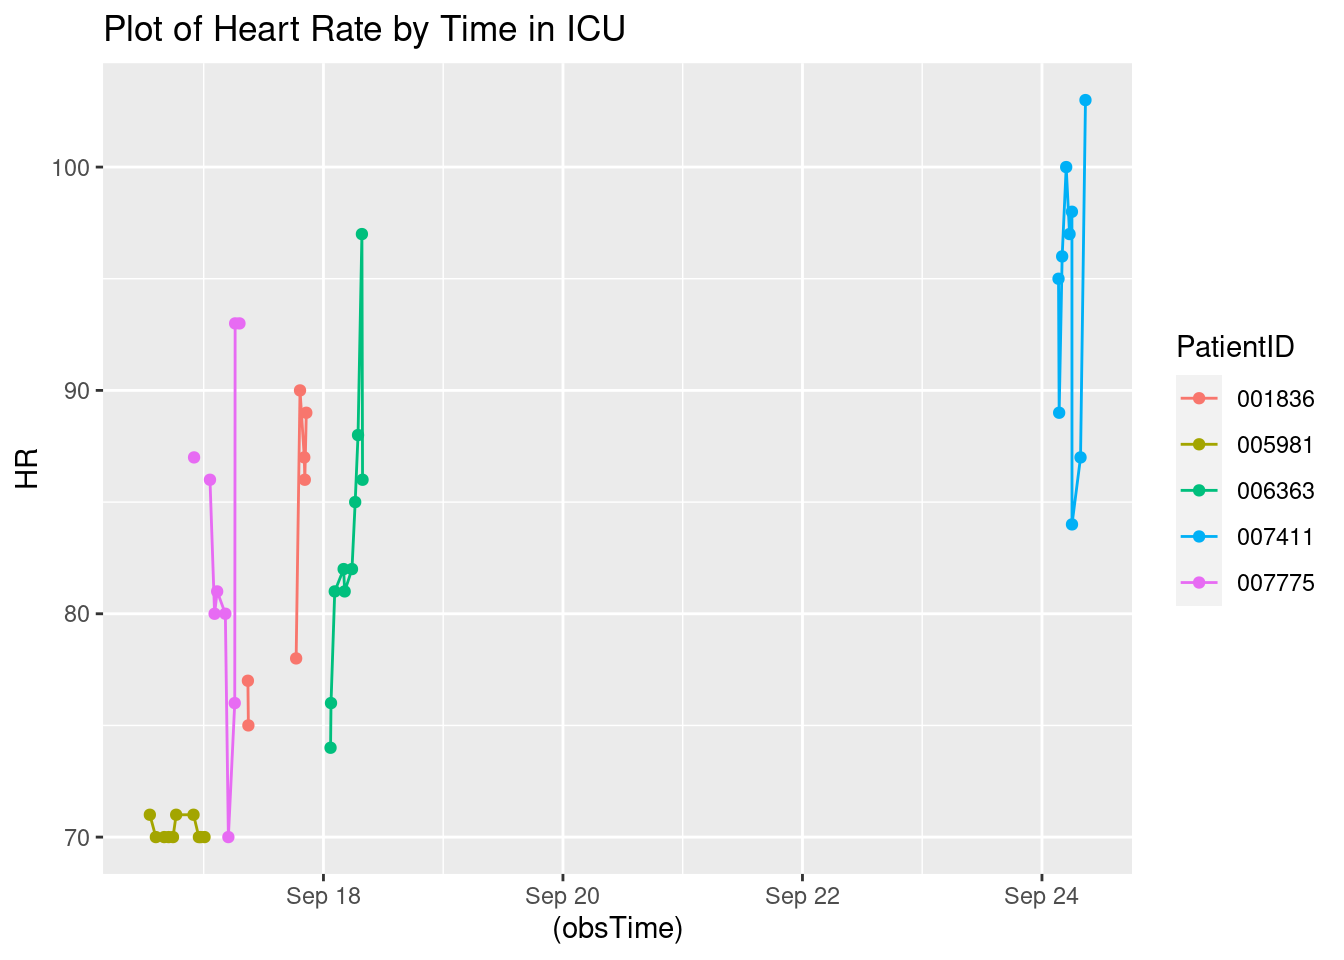 Plot of Heart Rate by Time in ICU
HR
100
90
80
70
Sep 18
Sep 20
Sep 22
Sep 24
(obsTime)
PatientID
001836
005981
006363
007411
007775